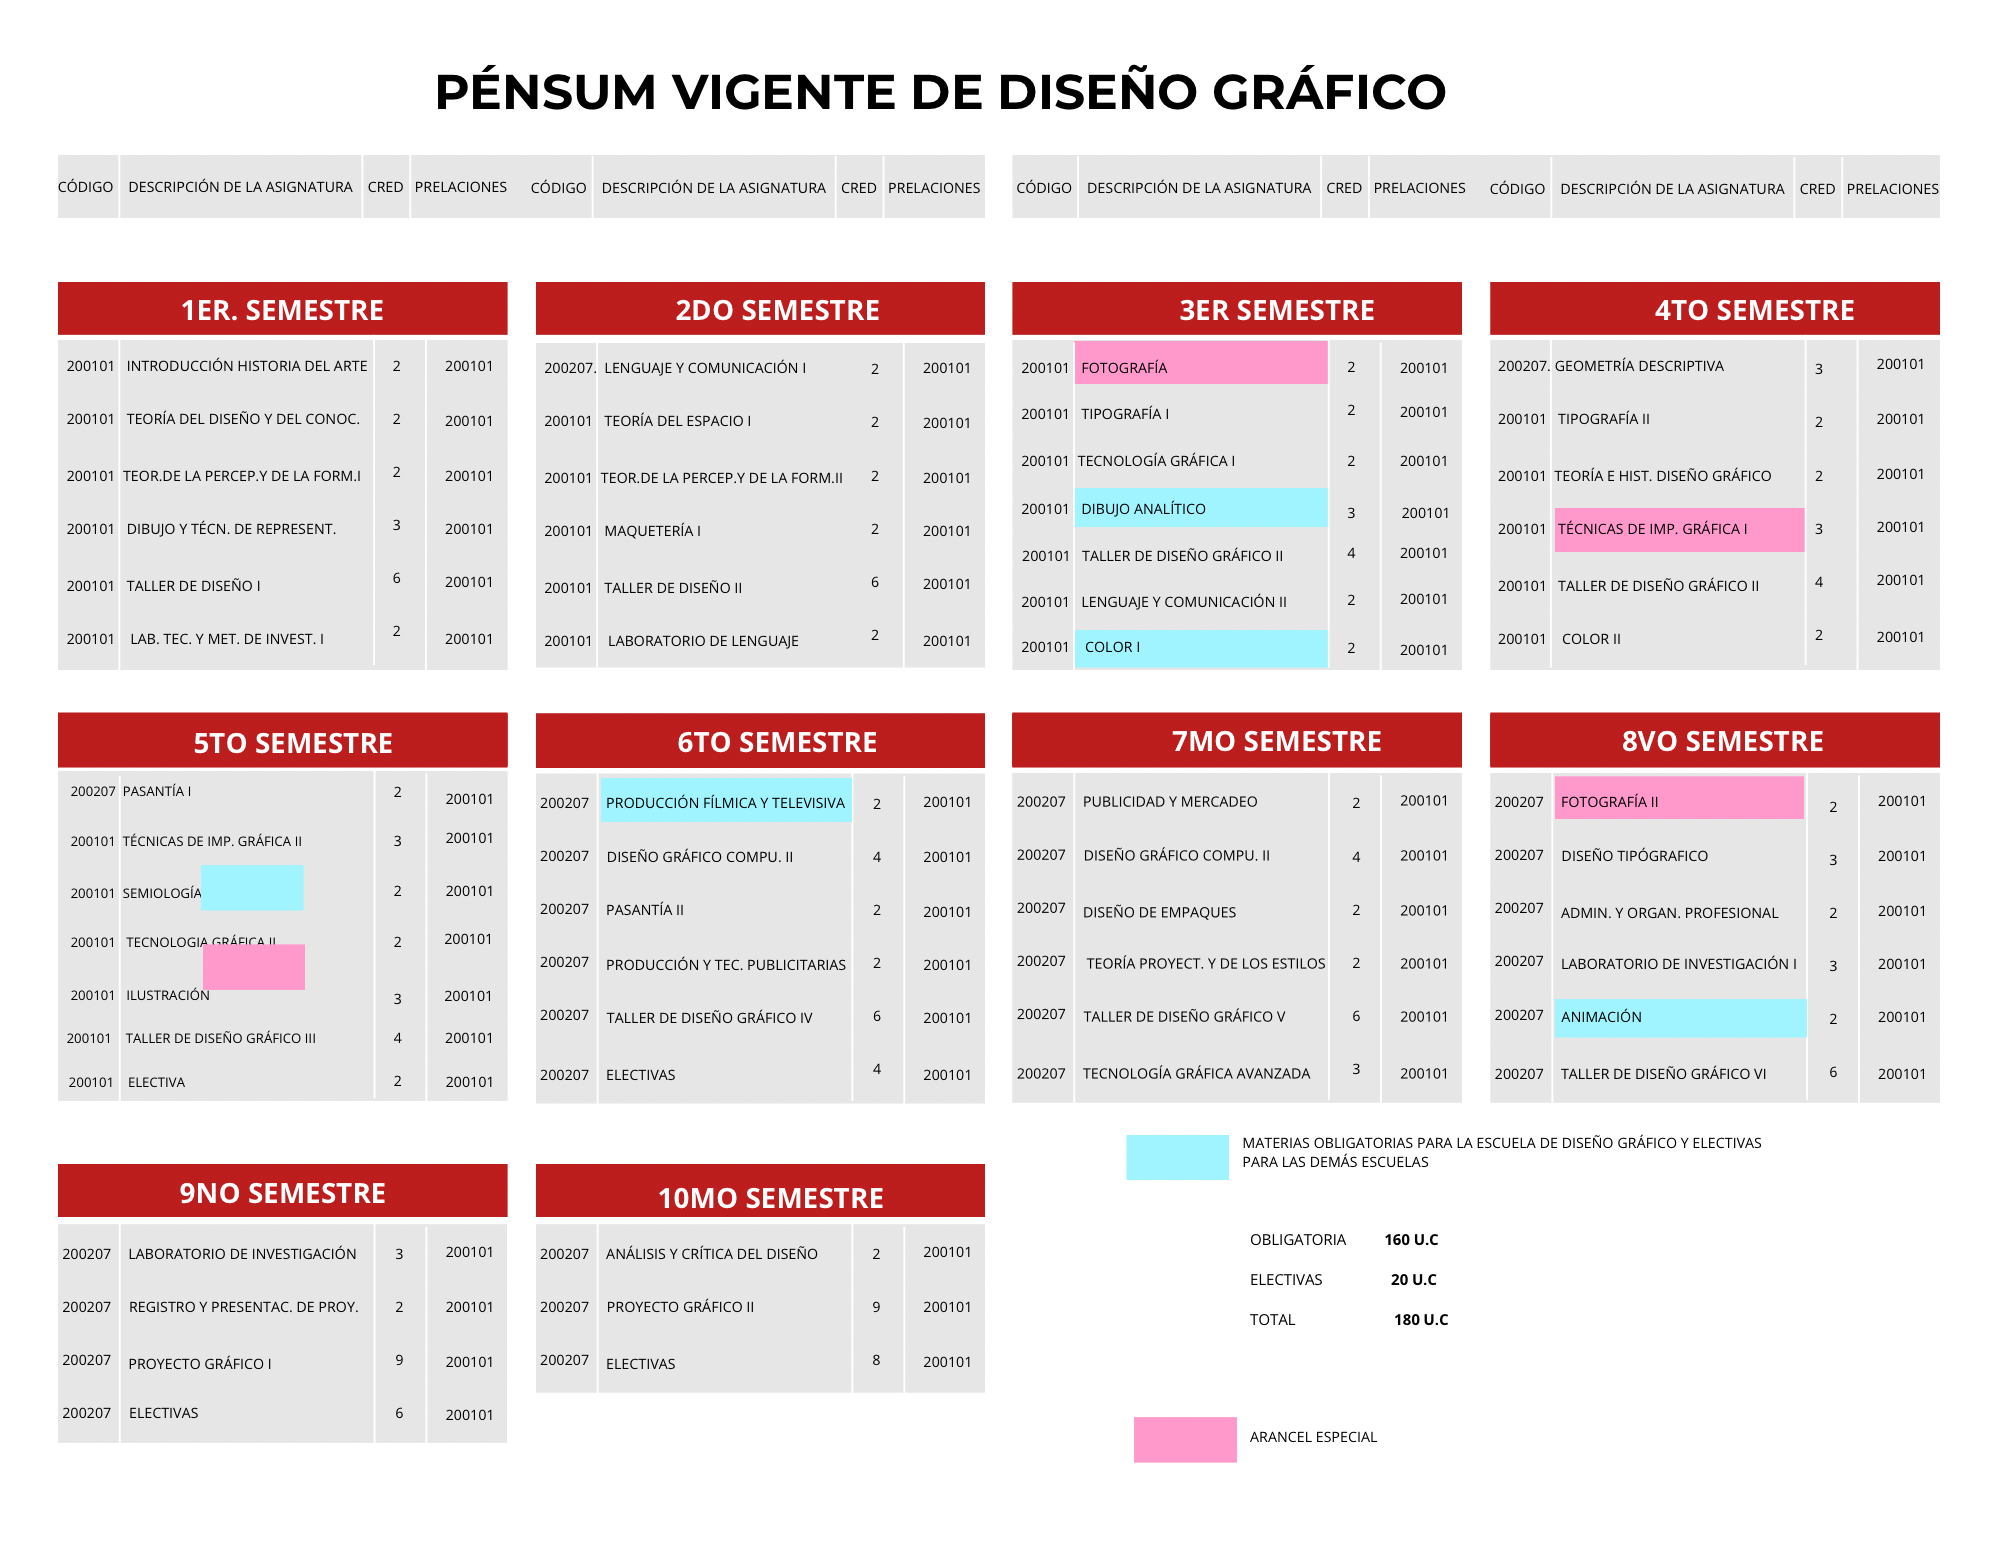 PÉNSUM VIGENTE DE DISEÑO GRÁFICO
CÓDIGO DESCRIPCIÓN DE LA ASIGNATURA CRED PRELACIONES CÓDIGO DESCRIPCIÓN DE LA ASIGNATURA CRED PRELACIONES CÓDIGO DESCRIPCIÓN DE LA ASIGNATURA CRED PRELACIONES CÓDIGO DESCRIPCIÓN DE LA ASIGNATURA CRED PRELACIONES
1ER. SEMESTRE
200101 INTRODUCCIÓN HISTORIA DEL ARTE 2 200101
200101 TEORÍA DEL DISEÑO Y DEL CONOC. 2 200101
200101 TEOR.DE LA PERCEP.Y DE LA FORM.I 2 200101
200101 DIBUJO Y TÉCN. DE REPRESENT. 3 200101
200101 TALLER DE DISEÑO I 6 200101
200101 LAB. TEC. Y MET. DE INVEST. I 2 200101
2DO SEMESTRE
200207. LENGUAJE Y COMUNICACIÓN I 2 200101
200101 TEORÍA DEL ESPACIO I 2 200101
200101 TEOR.DE LA PERCEP.Y DE LA FORM.II 2 200101
200101 MAQUETERÍA I 2 200101
200101 TALLER DE DISEÑO II 6 200101
200101 LABORATORIO DE LENGUAJE 2 200101
3ER SEMESTRE
200101 FOTOGRAFÍA 2 200101
200101 TIPOGRAFÍA I 2 200101
200101 TECNOLOGÍA GRÁFICA I 2 200101
200101 DIBUJO ANALÍTICO 3 200101
200101 TALLER DE DISEÑO GRÁFICO II 4 200101
200101 LENGUAJE Y COMUNICACIÓN II 2 200101
200101 COLOR I 2 200101
4TO SEMESTRE
200207. GEOMETRÍA DESCRIPTIVA 3 200101
200101 TIPOGRAFÍA II 2 200101
200101 TEORÍA E HIST. DISEÑO GRÁFICO 2 200101
200101 TÉCNICAS DE IMP. GRÁFICA I 3 200101
200101 TALLER DE DISEÑO GRÁFICO II 4 200101
200101 COLOR II 2 200101
5TO SEMESTRE
200207 PASANTÍA I 2 200101
200101 TÉCNICAS DE IMP. GRÁFICA II 3 200101
200101 SEMIOLOGÍA 2 200101
200101 TECNOLOGIA GRÁFICA II 2 200101
200101 ILUSTRACIÓN 3 200101
200101 TALLER DE DISEÑO GRÁFICO III 4 200101
200101 ELECTIVA 2 200101
6TO SEMESTRE
200207 PRODUCCIÓN FÍLMICA Y TELEVISIVA 2 200101
200207 DISEÑO GRÁFICO COMPU. II 4 200101
200207 PASANTÍA II 2 200101
200207 PRODUCCIÓN Y TEC. PUBLICITARIAS 2 200101
200207 TALLER DE DISEÑO GRÁFICO IV 6 200101
200207 ELECTIVAS 4 200101
7MO SEMESTRE
200207 PUBLICIDAD Y MERCADEO 2 200101
200207 DISEÑO GRÁFICO COMPU. II 4 200101
200207 DISEÑO DE EMPAQUES 2 200101
200207 TEORÍA PROYECT. Y DE LOS ESTILOS 2 200101
200207 TALLER DE DISEÑO GRÁFICO V 6 200101
200207 TECNOLOGÍA GRÁFICA AVANZADA 3 200101
8VO SEMESTRE
200207 FOTOGRAFÍA II 2 200101
200207 DISEÑO TIPÓGRAFICO 3 200101
200207 ADMIN. Y ORGAN. PROFESIONAL 2 200101
200207 LABORATORIO DE INVESTIGACIÓN I 3 200101
200207 ANIMACIÓN 2 200101
200207 TALLER DE DISEÑO GRÁFICO VI 6 200101
9NO SEMESTRE
200207 LABORATORIO DE INVESTIGACIÓN 3 200101
200207 REGISTRO Y PRESENTAC. DE PROY. 2 200101
200207 PROYECTO GRÁFICO I 9 200101
200207 ELECTIVAS 6 200101
10MO SEMESTRE
200207 ANÁLISIS Y CRÍTICA DEL DISEÑO 2 200101
200207 PROYECTO GRÁFICO II 9 200101
200207 ELECTIVAS 8 200101
MATERIAS OBLIGATORIAS PARA LA ESCUELA DE DISEÑO GRÁFICO Y ELECTIVAS
PARA LAS DEMÁS ESCUELAS
OBLIGATORIA 160 U.C
ELECTIVAS 20 U.C
TOTAL 180 U.C
ARANCEL ESPECIAL